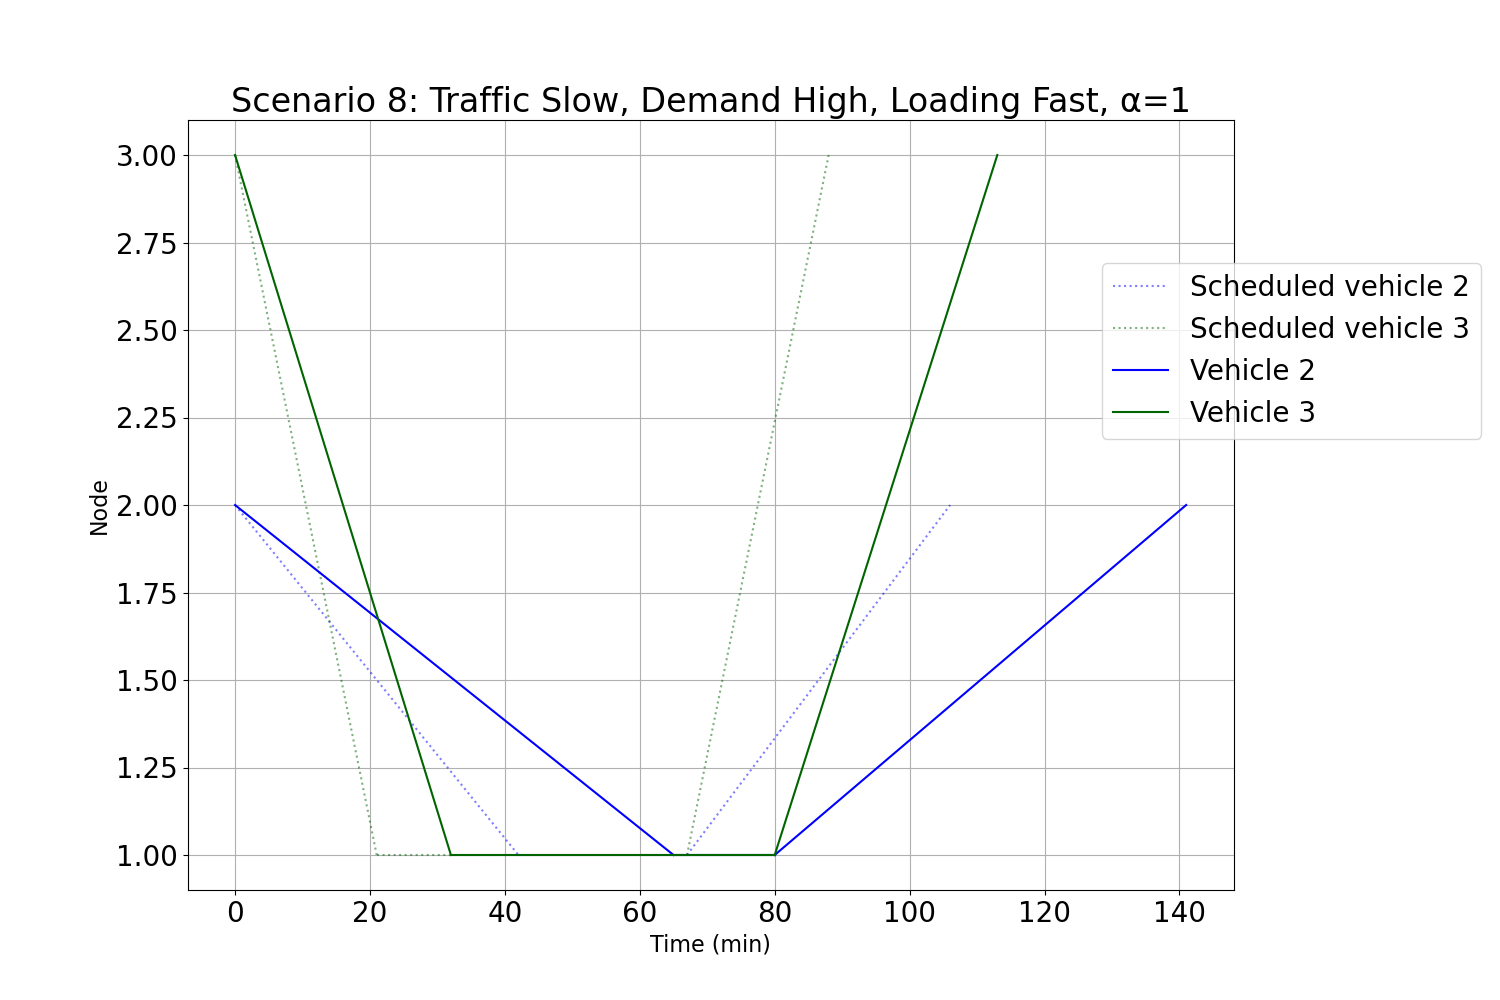 Scenario 8: Traffic Slow, Demand High, Loading Fast, α=1
3.00
2.75
2.50
2.25
2.00
1.75
1.50
1.25
1.00
Node
0 20 40 60 80 100 120 140
Time (min)
Scheduled vehicle 2
Scheduled vehicle 3
Vehicle 2
Vehicle 3